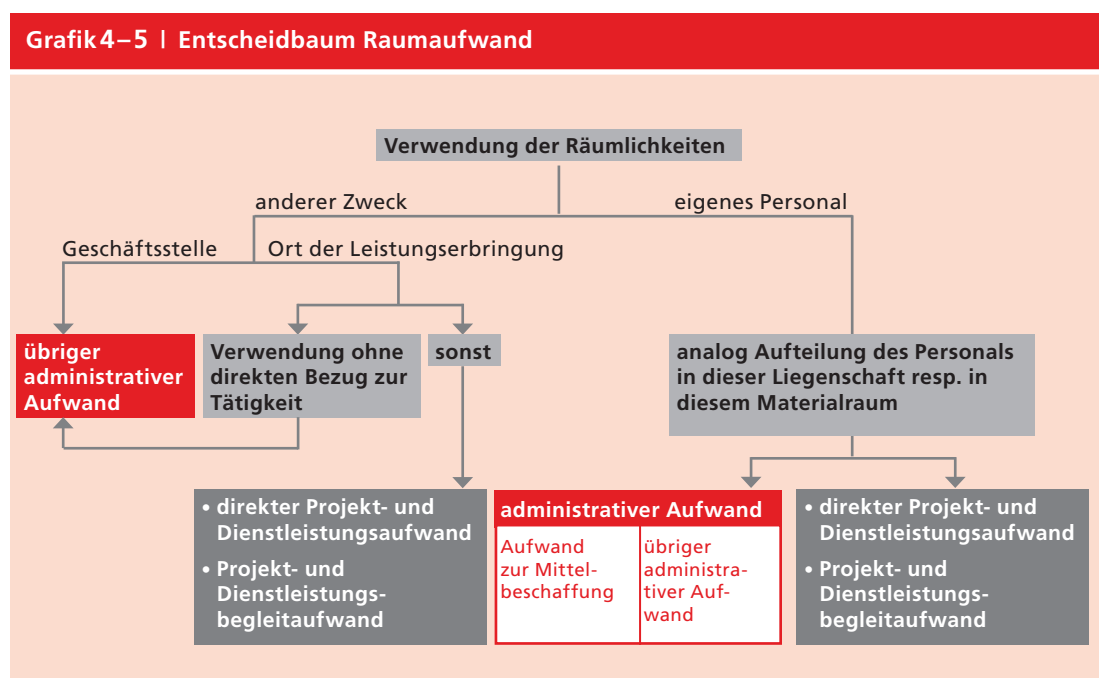 Grafik 4–5 | Entscheidbaum Raumaufwand
Verwendung der Räumlichkeiten
anderer Zweck
eigenes Personal
Geschäftsstelle
Ort der Leistungserbringung
übriger
administrativer
Aufwand
Verwendung ohne
direkten Bezug zur
Tätigkeit
sonst
analog Aufteilung des Personals
in dieser Liegenschaft resp. in
diesem Materialraum
• direkter Projekt- und
Dienstleistungsaufwand
• Projekt- und
Dienstleistungs-
begleitaufwand
administrativer Aufwand
Aufwand
zur Mittel-
beschaffung
übriger
administra-
tiver Auf-
wand
• direkter Projekt- und
Dienstleistungsaufwand
• Projekt- und
Dienstleistungs-
begleitaufwand